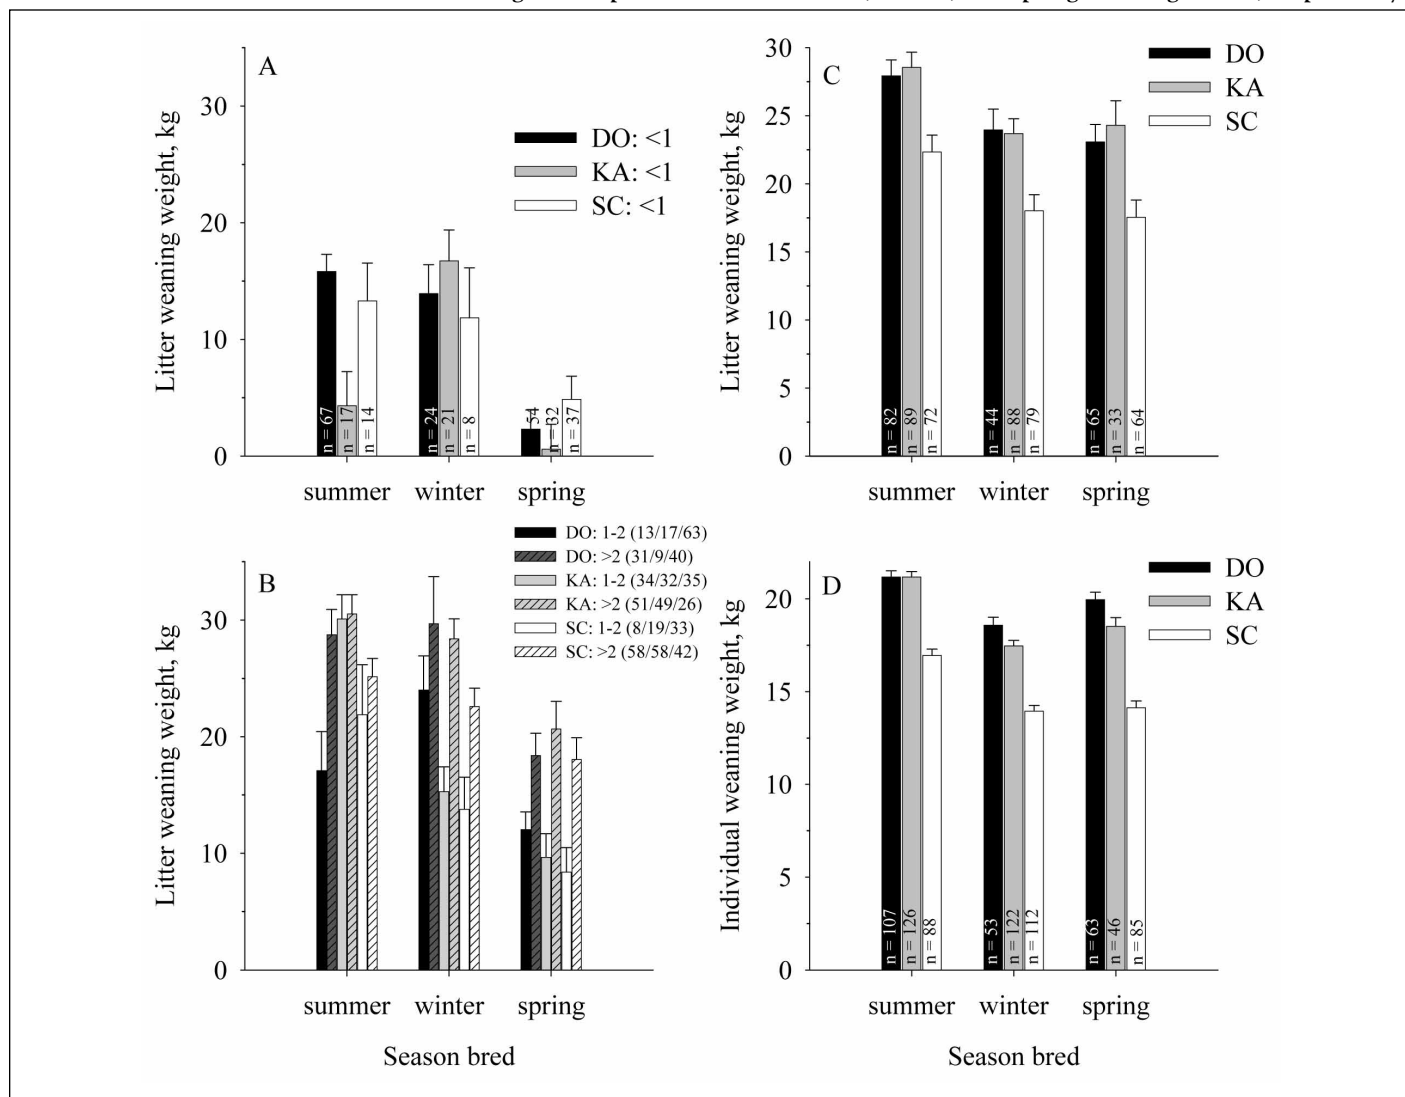 A
Litter weaning weight, kg
30
20
10
0
DO: <1
KA: <1
SC: <1
n = 67
n = 17
n = 14
n = 24
n = 21
n = 8
54
32
n = 37
summer
winter
spring
C
Litter weaning weight, kg
30
25
20
15
10
5
0
DO
KA
SC
n = 82
n = 89
n = 72
n = 44
n = 88
n = 79
n = 65
n = 33
n = 64
summer
winter
spring
B
Litter weaning weight, kg
30
20
10
0
DO: 1-2 (13/17/63)
DO: >2 (31/9/40)
KA: 1-2 (34/32/35)
KA: >2 (51/49/26)
SC: 1-2 (8/19/33)
SC: >2 (58/58/42)
summer
winter
spring
Season bred
D
Individual weaning weight, kg
20
15
10
5
0
DO
KA
SC
n = 107
n = 126
n = 88
n = 53
n = 122
n = 112
n = 63
n = 46
n = 85
summer
winter
spring
Season bred